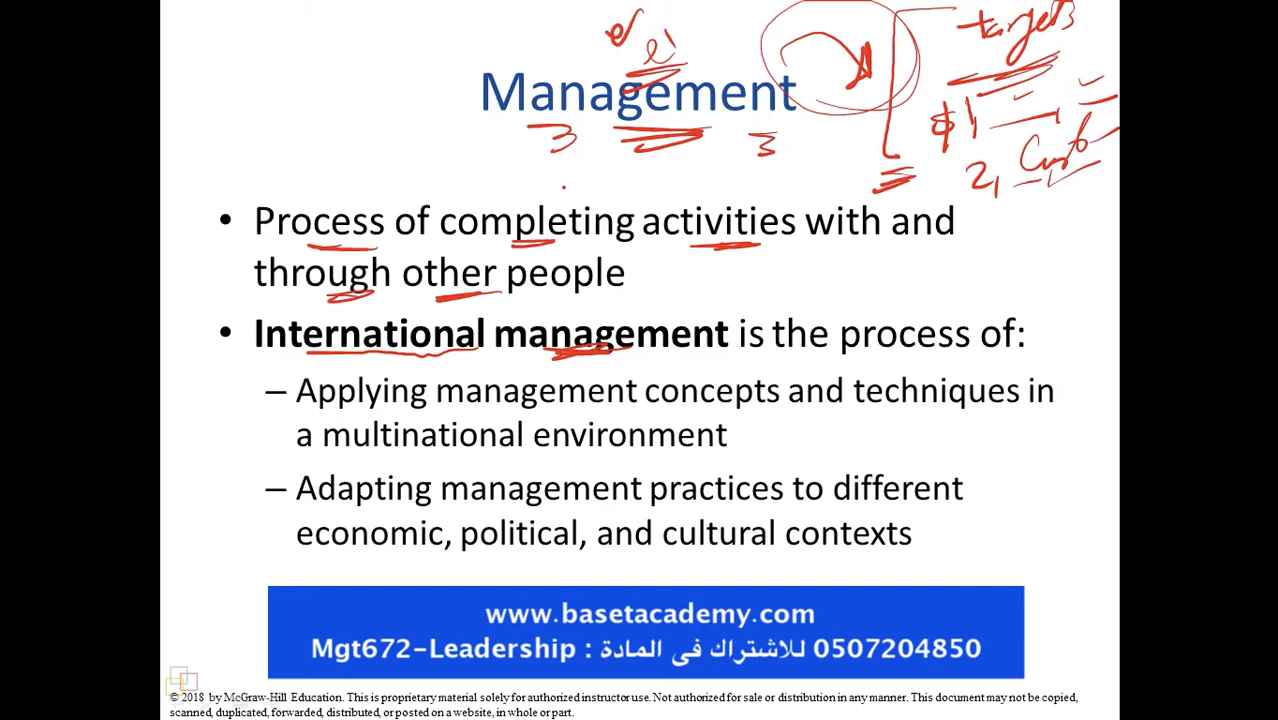 targets
Management
1
2,
Process of completing activities with and
through other people
International management is the process of:
– Applying management concepts and techniques in
a multinational environment
– Adapting management practices to different
economic, political, and cultural contexts
www.basetacademy.com
Mgt672-Leadership : للاشتراك في المادة 0507204850
© 2018 by McGraw-Hill Education. This is proprietary material solely for authorized instructor use. Not authorized for sale or distribution in any manner. This document may not be copied,
scanned, duplicated, forwarded, distributed, or posted on a website, in whole or part.